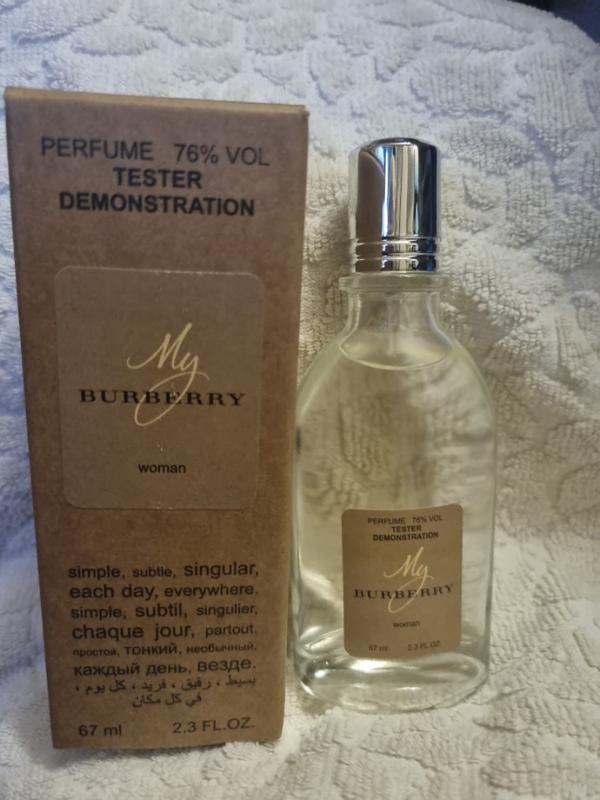 PERFUME 76% VOL
TESTER
DEMONSTRATION
My
BURBERRY
woman
simple, subtle, singular,
each day, everywhere.
simple, subtil, singulier,
chaque jour, partout.
простой, тонкий, необычный.
каждый день, везде.
بسيط ، رقيق ، فريد ، كل يوم ،
في كل مكان
67 ml 2.3 FL.OZ.
PERFUME 76% VOL
TESTER
DEMONSTRATION
My
BURBERRY
woman
67 ml 2.3 FL.OZ.